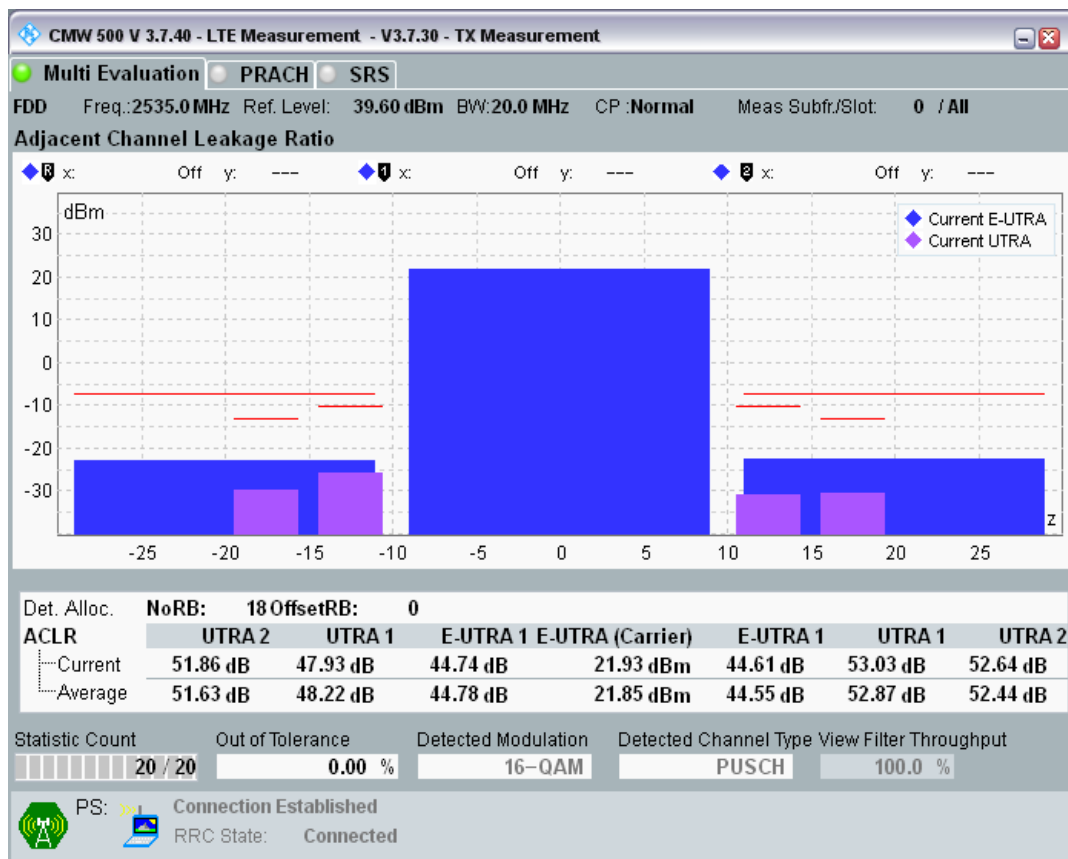 CMW 500 V 3.7.40 - LTE Measurement - V3.7.30 - TX Measurement
Multi Evaluation PRACH SRS
FDD Freq.:2535.0 MHz Ref. Level: 39.60 dBm BW:20.0 MHz CP :Normal Meas Subfr./Slot: 0 / All
Adjacent Channel Leakage Ratio
R x: Off y: --- 1 x: Off y: --- 2 x: Off y: ---
dBm
Current E-UTRA
Current UTRA
30
20
10
0
-10
-20
-30
z
-25 -20 -15 -10 -5 0 5 10 15 20 25
Det. Alloc. NoRB: 18 OffsetRB: 0
ACLR UTRA 2 UTRA 1 E-UTRA 1 E-UTRA (Carrier) E-UTRA 1 UTRA 1 UTRA 2
Current 51.86 dB 47.93 dB 44.74 dB 21.93 dBm 44.61 dB 53.03 dB 52.64 dB
Average 51.63 dB 48.22 dB 44.78 dB 21.85 dBm 44.55 dB 52.87 dB 52.44 dB
Statistic Count Out of Tolerance Detected Modulation Detected Channel Type View Filter Throughput
20 / 20 0.00 % 16-QAM PUSCH 100.0 %
PS: Connection Established
RRC State: Connected